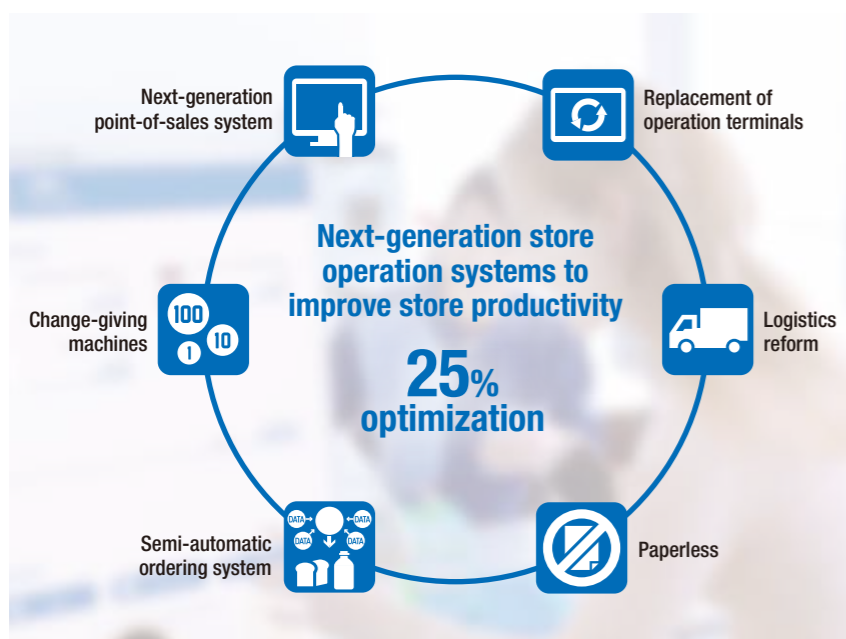 Next-generation
point-of-sales system
Replacement of
operation terminals
Next-generation store
operation systems to
improve store productivity
25%
optimization
Change-giving
machines
100
10
1
Logistics
reform
Semi-automatic
ordering system
DATA
DATA
DATA
DATA
Paperless